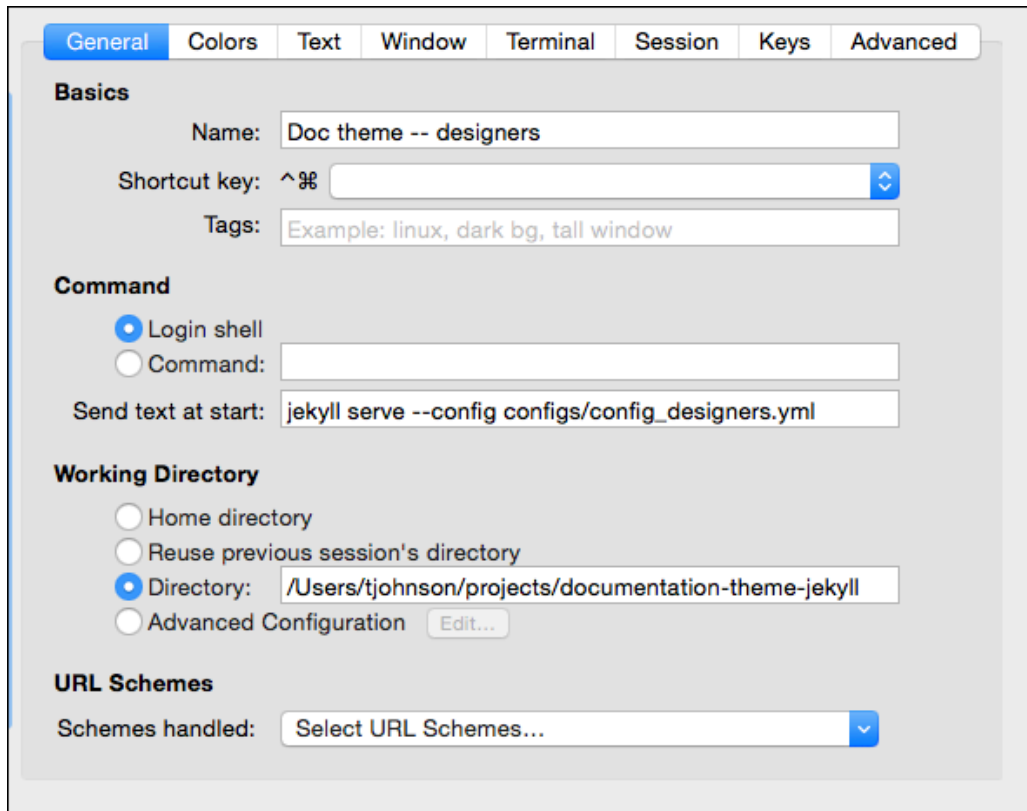 General Colors Text Window Terminal Session Keys Advanced
Basics
Name: Doc theme -- designers
Shortcut key: ^⌘
Tags: Example: linux, dark bg, tall window
Command
Login shell
Command:
Send text at start: jekyll serve --config configs/config_designers.yml
Working Directory
Home directory
Reuse previous session's directory
Directory: /Users/tjohnson/projects/documentation-theme-jekyll
Advanced Configuration Edit...
URL Schemes
Schemes handled: Select URL Schemes...